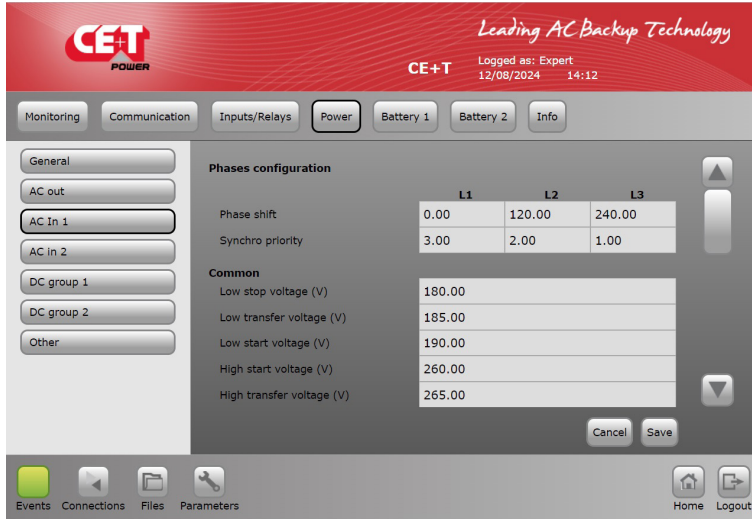 Leading AC Backup Technology
CE+T
POWER
CE+T
Logged as: Expert
12/08/2024 14:12
Monitoring Communication Inputs/Relays Power Battery 1 Battery 2 Info
General
AC out
AC In 1
AC in 2
DC group 1
DC group 2
Other
Phases configuration
L1 L2 L3
Phase shift 0.00 120.00 240.00
Synchro priority 3.00 2.00 1.00
Common
Low stop voltage (V) 180.00
Low transfer voltage (V) 185.00
Low start voltage (V) 190.00
High start voltage (V) 260.00
High transfer voltage (V) 265.00
Cancel Save
Events Connections Files Parameters Home Logout